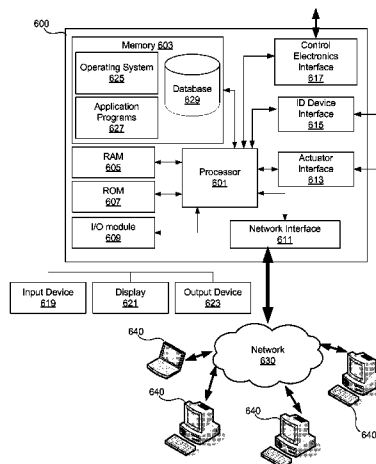 600
Memory 603
Operating System
625
Database
629
Application
Programs
627
RAM
605
ROM
607
I/O module
609
Processor
601
Control
Electronics
Interface
617
ID Device
Interface
615
Actuator
Interface
613
Network Interface
611
Input Device
619
Display
621
Output Device
623
Network
630
640
640
640
640